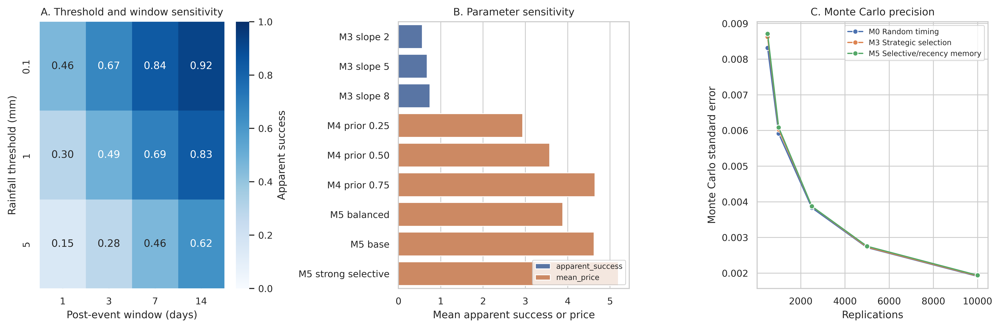 A. Threshold and window sensitivity
Rainfall threshold (mm)
0.1
1
5
0.46 0.67 0.84 0.92
0.30 0.49 0.69 0.83
0.15 0.28 0.46 0.62
1 3 7 14
Post-event window (days)
1.0
0.8
0.6
0.4
0.2
0.0
Apparent success
B. Parameter sensitivity
M3 slope 2
M3 slope 5
M3 slope 8
M4 prior 0.25
M4 prior 0.50
M4 prior 0.75
M5 balanced
M5 base
M5 strong selective
apparent_success
mean_price
0 1 2 3 4 5
Mean apparent success or price
C. Monte Carlo precision
Monte Carlo standard error
0.009
0.008
0.007
0.006
0.005
0.004
0.003
0.002
M0 Random timing
M3 Strategic selection
M5 Selective/recency memory
2000 4000 6000 8000 10000
Replications